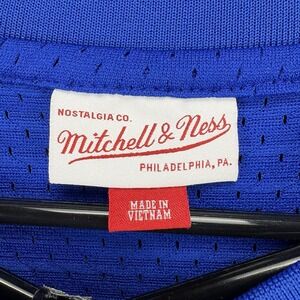 NOSTALGIA CO.
Mitchell & Ness
PHILADELPHIA, PA.
MADE IN
VIETNAM